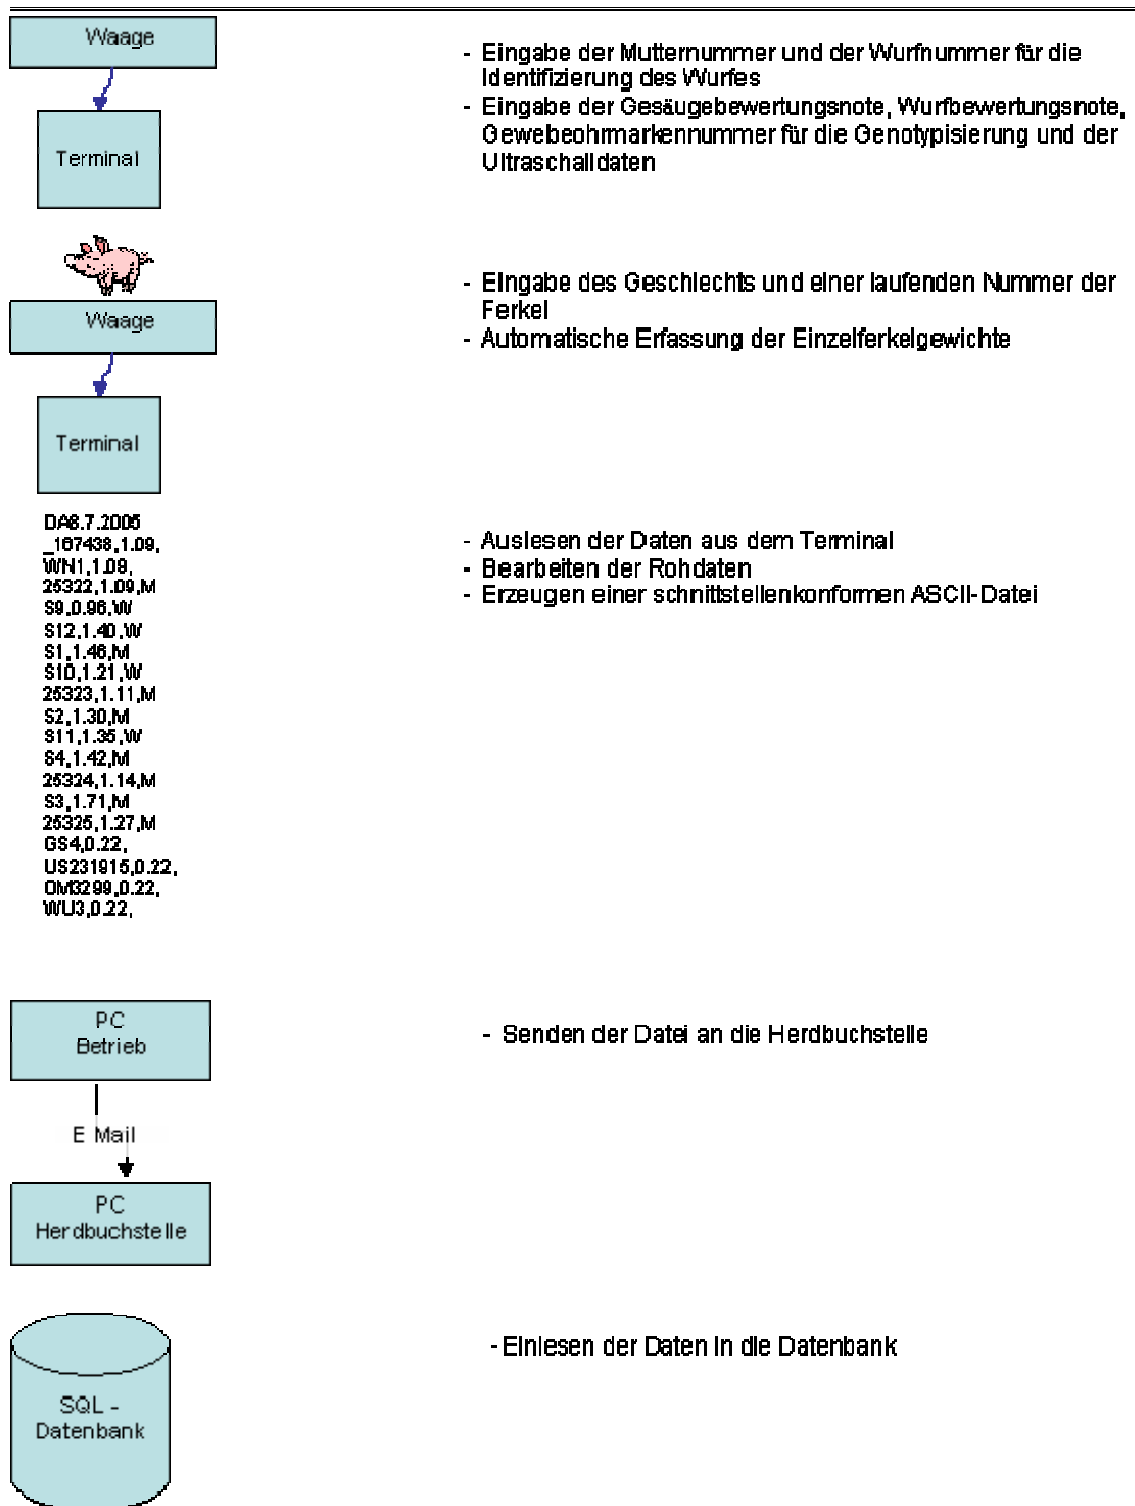 Waage
- Eingabe der Mutternummer und der Wurfnummer für die
Identifizierung des Wurfes
- Eingabe der Gesäugebewertungsnote, Wurfbewertungsnote,
Gewebeohrmarkennummer für die Genotypisierung und der
Ultraschalldaten
Terminal
- Eingabe des Geschlechts und einer laufenden Nummer der
Ferkel
- Automatische Erfassung der Einzelferkelgewichte
Waage
Terminal
DA6.7.2005
_167438,1.09,
WN1,1.09,
25322,1.09,M
S9,0.96,W
S12,1.40,W
S1,1.46,M
S10,1.21,W
25323,1.11,M
S2,1.30,M
S11,1.35,W
S4,1.42,M
25324,1.14,M
S3,1.71,M
25325,1.27,M
GS4,0.22,
US231915,0.22,
OM3299,0.22,
WU3,0.22,
- Auslesen der Daten aus dem Terminal
- Bearbeiten der Rohdaten
- Erzeugen einer schnittstellenkonformen ASCII-Datei
PC
Betrieb
- Senden der Datei an die Herdbuchstelle
E Mail
PC
Herdbuchstelle
- Einlesen der Daten in die Datenbank
SQL -
Datenbank